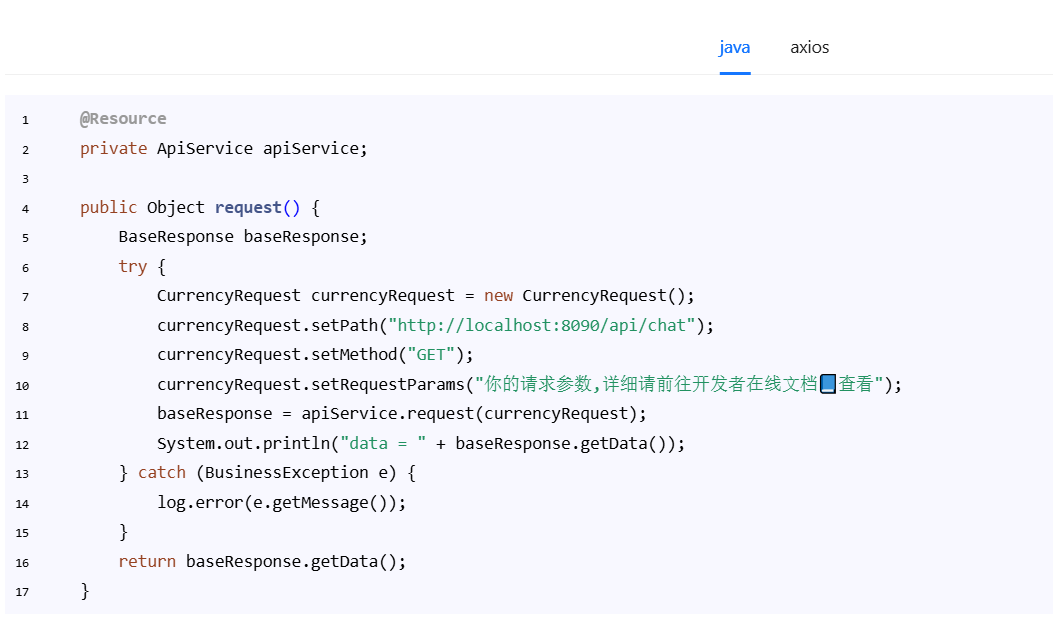 java axios
1 @Resource
2 private ApiService apiService;
3
4 public Object request() {
5 BaseResponse baseResponse;
6 try {
7 CurrencyRequest currencyRequest = new CurrencyRequest();
8 currencyRequest.setPath("http://localhost:8090/api/chat");
9 currencyRequest.setMethod("GET");
10 currencyRequest.setRequestParams("你的请求参数,详细请前往开发者在线文档📘查看");
11 baseResponse = apiService.request(currencyRequest);
12 System.out.println("data = " + baseResponse.getData());
13 } catch (BusinessException e) {
14 log.error(e.getMessage());
15 }
16 return baseResponse.getData();
17 }